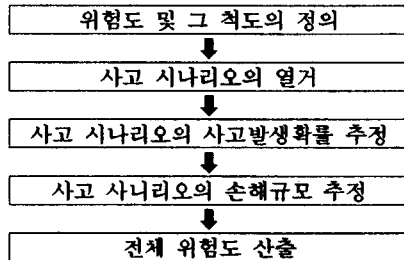 위험도 및 그 척도의 정의
사고 시나리오의 열거
사고 시나리오의 사고발생확률 추정
사고 사니리오의 손해규모 추정
전체 위험도 산출